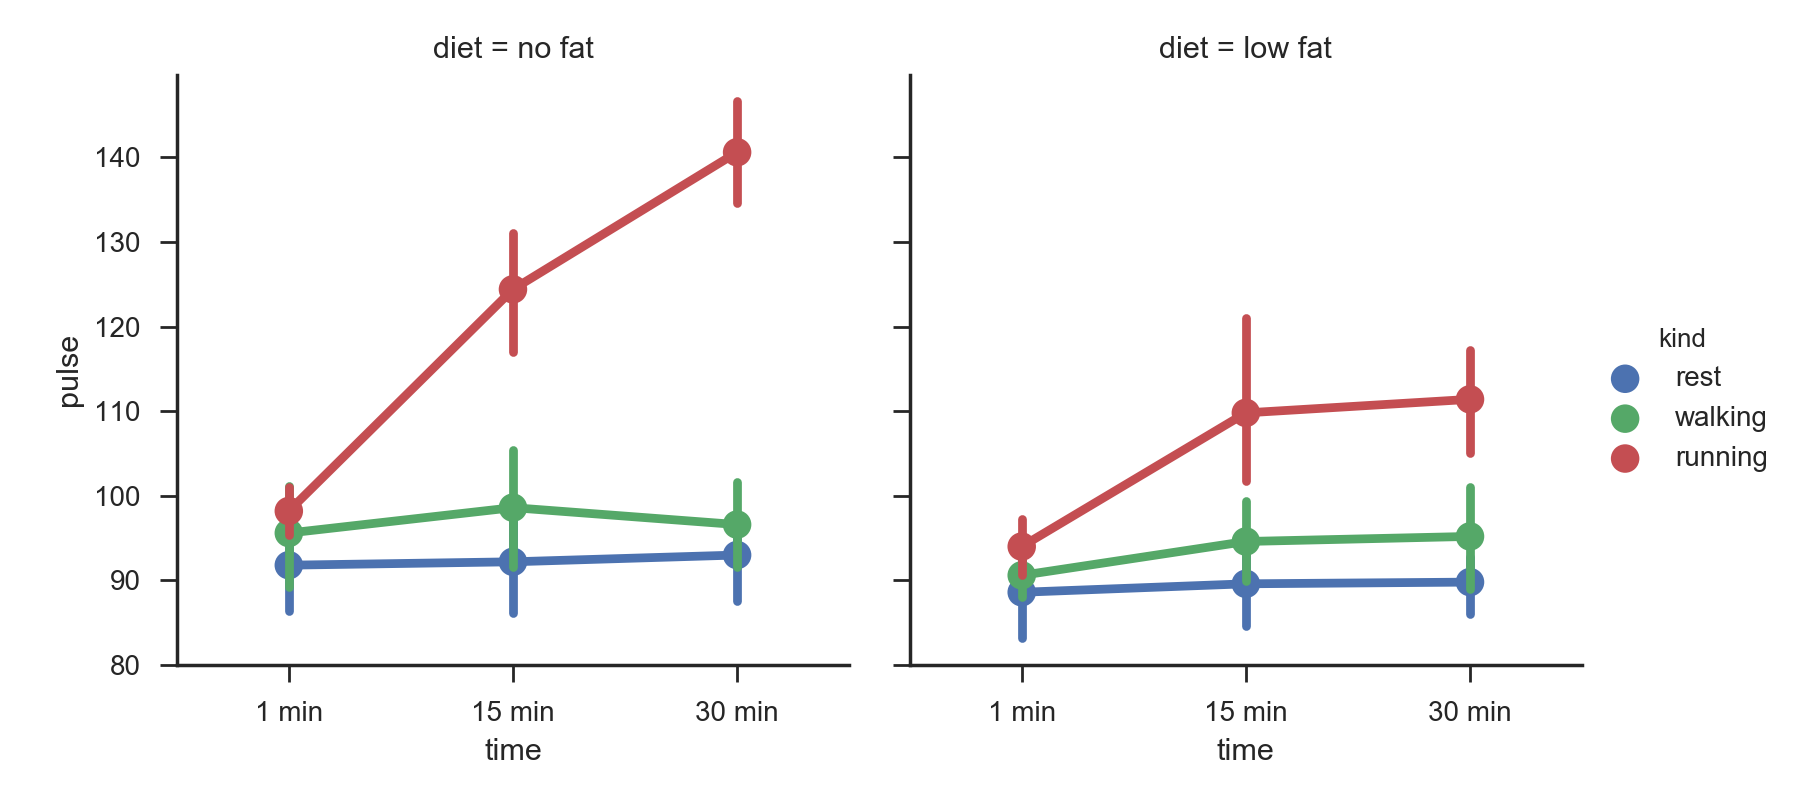 diet = no fat
diet = low fat
pulse
140
130
120
110
100
90
80
1 min
15 min
30 min
time
1 min
15 min
30 min
time
kind
rest
walking
running